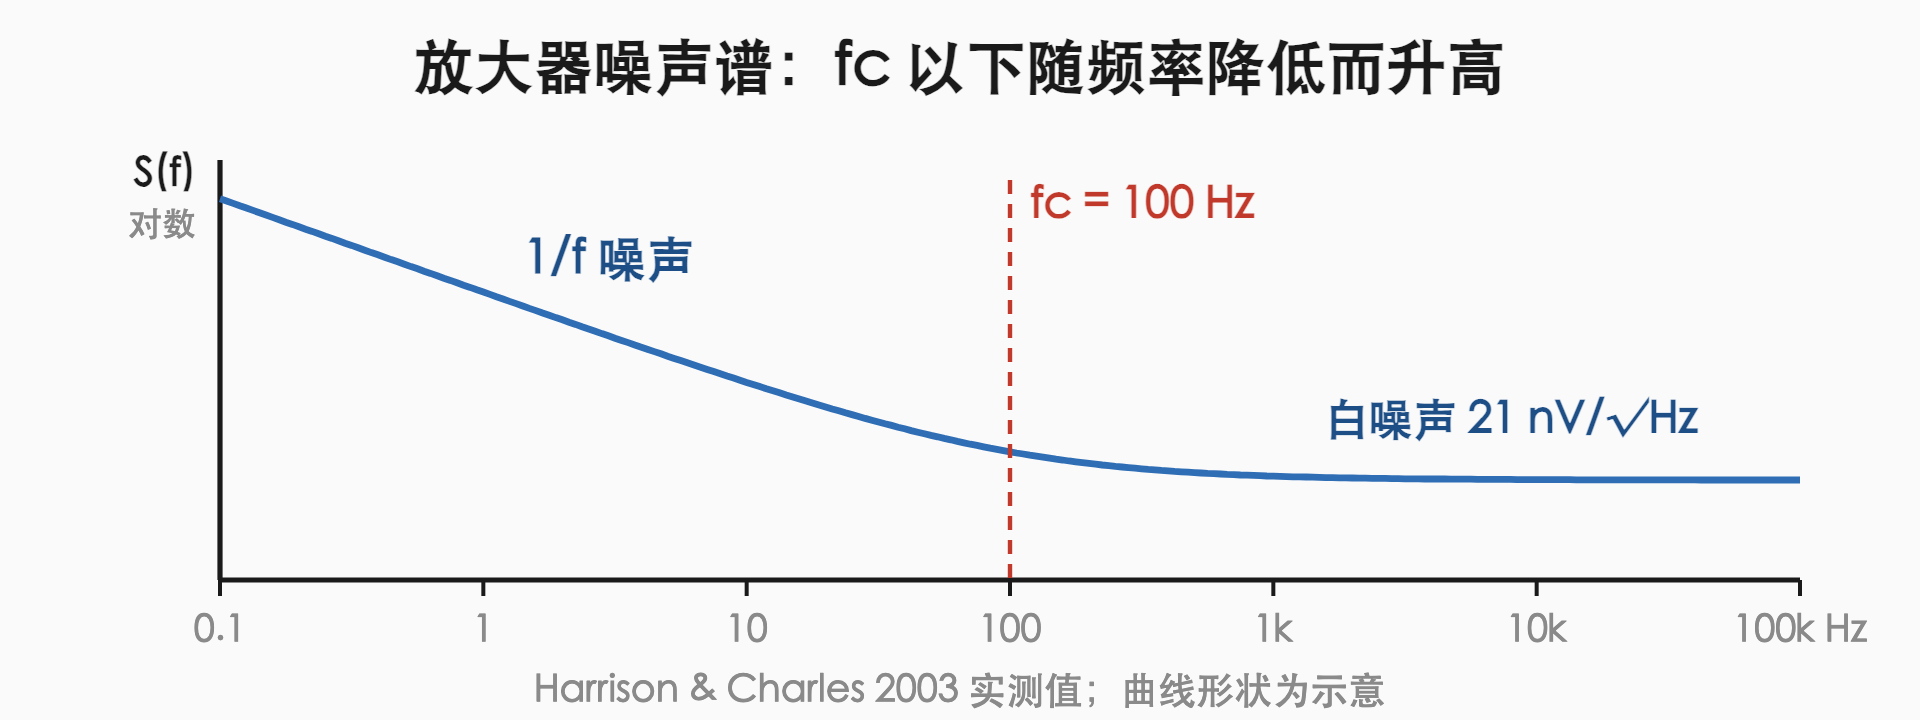 放大器噪声谱：fc 以下随频率降低而升高
S(f)
对数
fc = 100 Hz
1/f 噪声
白噪声 21 nV/√Hz
0.1 1 10 100 1k 10k 100k Hz
Harrison & Charles 2003 实测值；曲线形状为示意